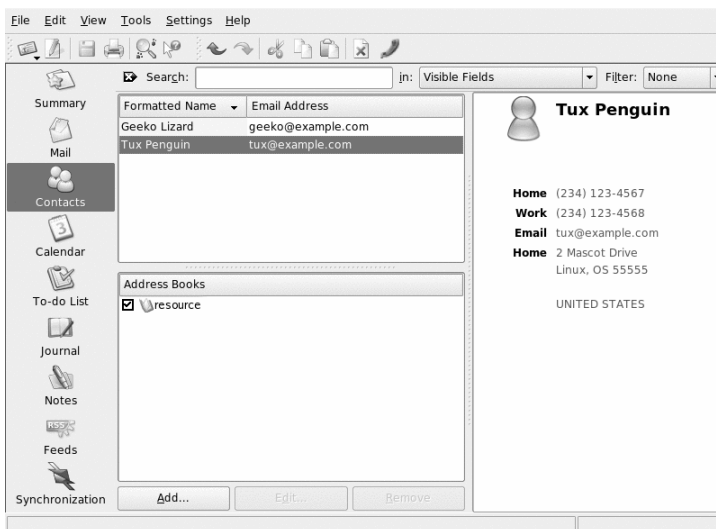 File Edit View Tools Settings Help
Search: in: Visible Fields Filter: None
Summary
Mail
Contacts
Calendar
To-do List
Journal
Notes
Feeds
Synchronization
Formatted Name Email Address
Geeko Lizard geeko@example.com
Tux Penguin tux@example.com
Address Books
resource
Add... Edit... Remove
Tux Penguin
Home (234) 123-4567
Work (234) 123-4568
Email tux@example.com
Home 2 Mascot Drive
Linux, OS 55555
UNITED STATES
3
RSS